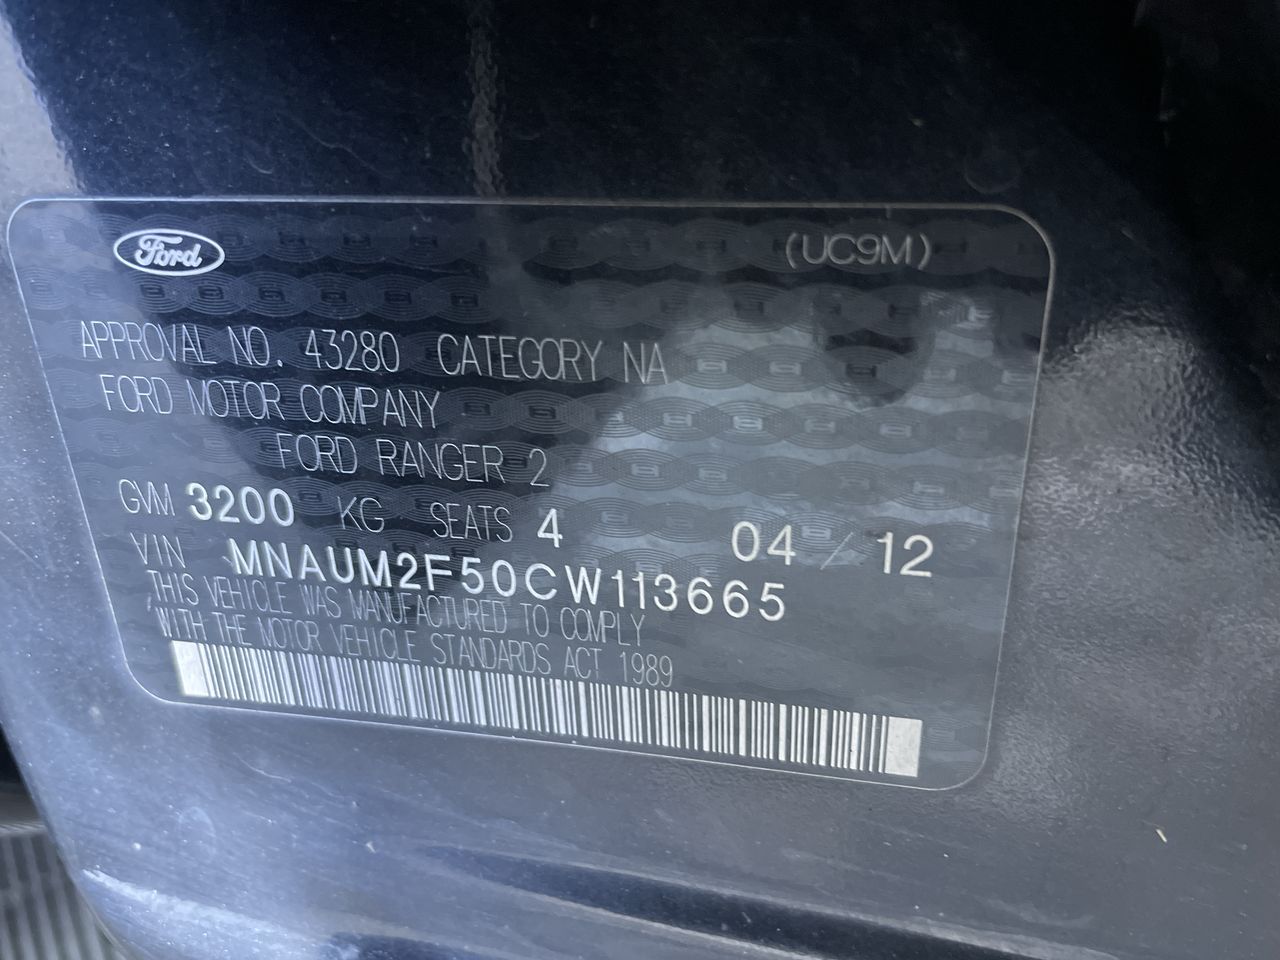 Ford
(UC9M)
APPROVAL NO. 43280 CATEGORY NA
FORD MOTOR COMPANY
FORD RANGER 2
GVM 3200 KG SEATS 4 04 / 12
VIN MNAUM2F50CW113665
THIS VEHICLE WAS MANUFACTURED TO COMPLY
WITH THE MOTOR VEHICLE STANDARDS ACT 1989